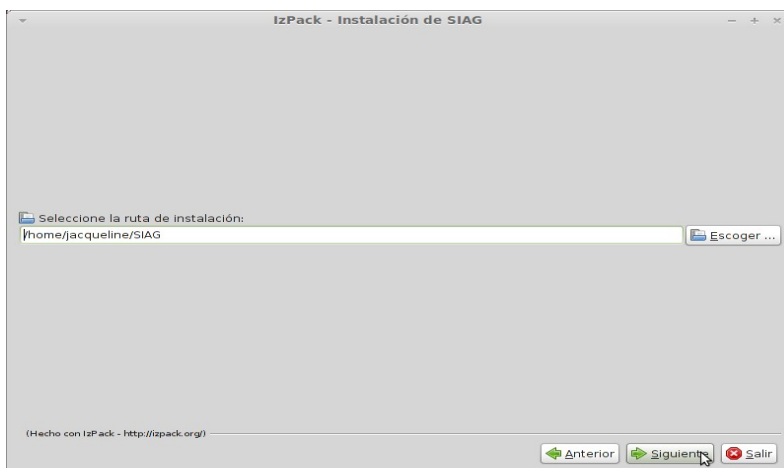 IzPack - Instalación de SIAG
Seleccione la ruta de instalación:
/home/jacqueline/SIAG
Escoger ...
(Hecho con IzPack - http://izpack.org/)
Anterior
Siguiente
Salir